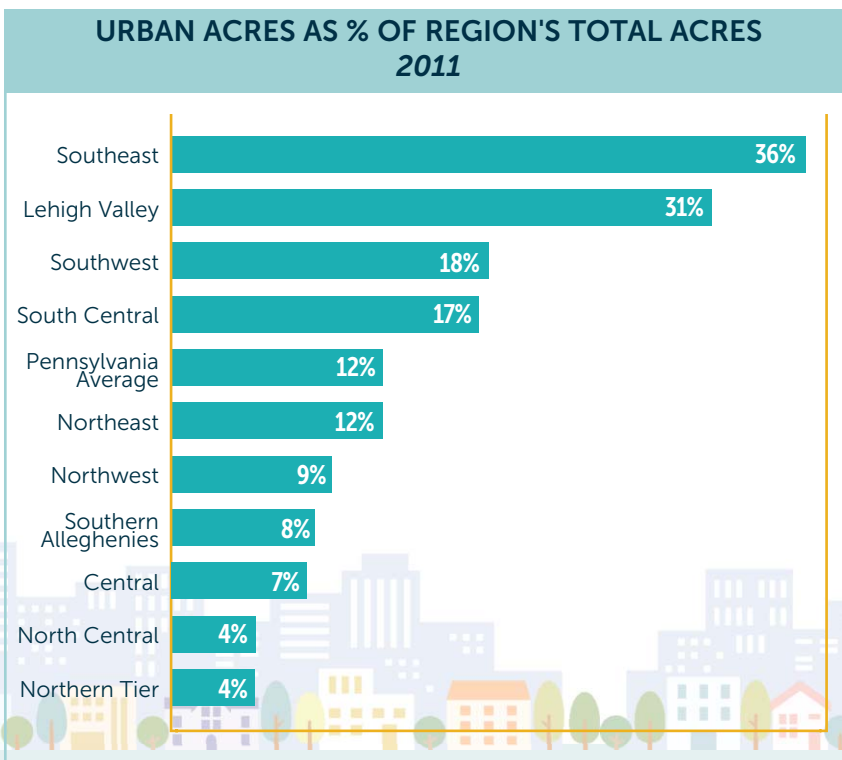 URBAN ACRES AS % OF REGION'S TOTAL ACRES
2011
Southeast 36%
Lehigh Valley 31%
Southwest 18%
South Central 17%
Pennsylvania
Average 12%
Northeast 12%
Northwest 9%
Southern
Alleghenies 8%
Central 7%
North Central 4%
Northern Tier 4%